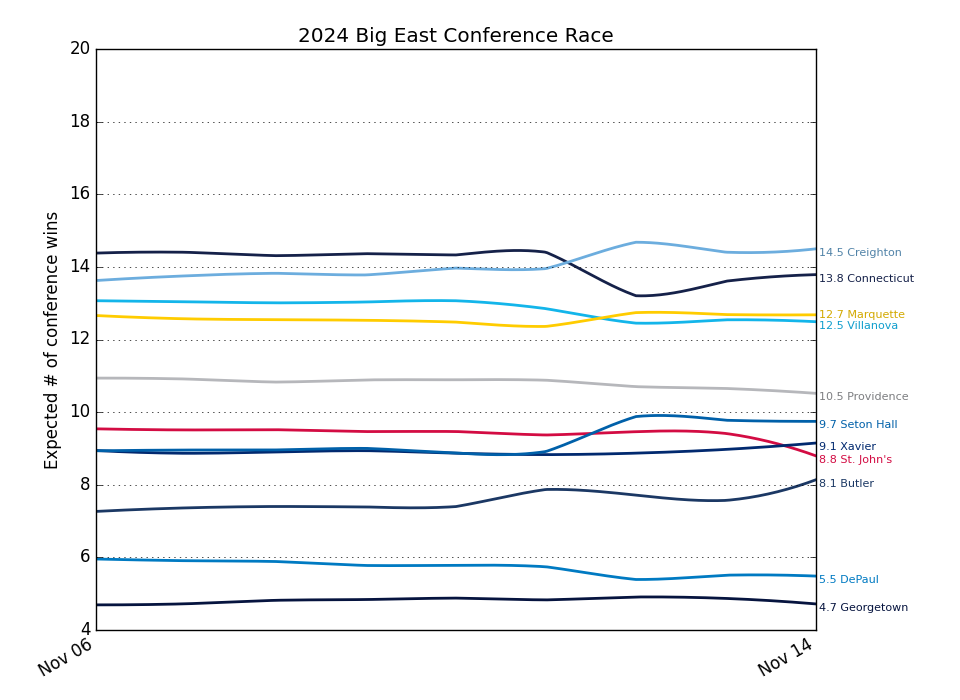 2024 Big East Conference Race
Expected # of conference wins
20
18
16
14
12
10
8
6
4
Nov 06
Nov 14
14.5 Creighton
13.8 Connecticut
12.7 Marquette
12.5 Villanova
10.5 Providence
9.7 Seton Hall
9.1 Xavier
8.8 St. John's
8.1 Butler
5.5 DePaul
4.7 Georgetown